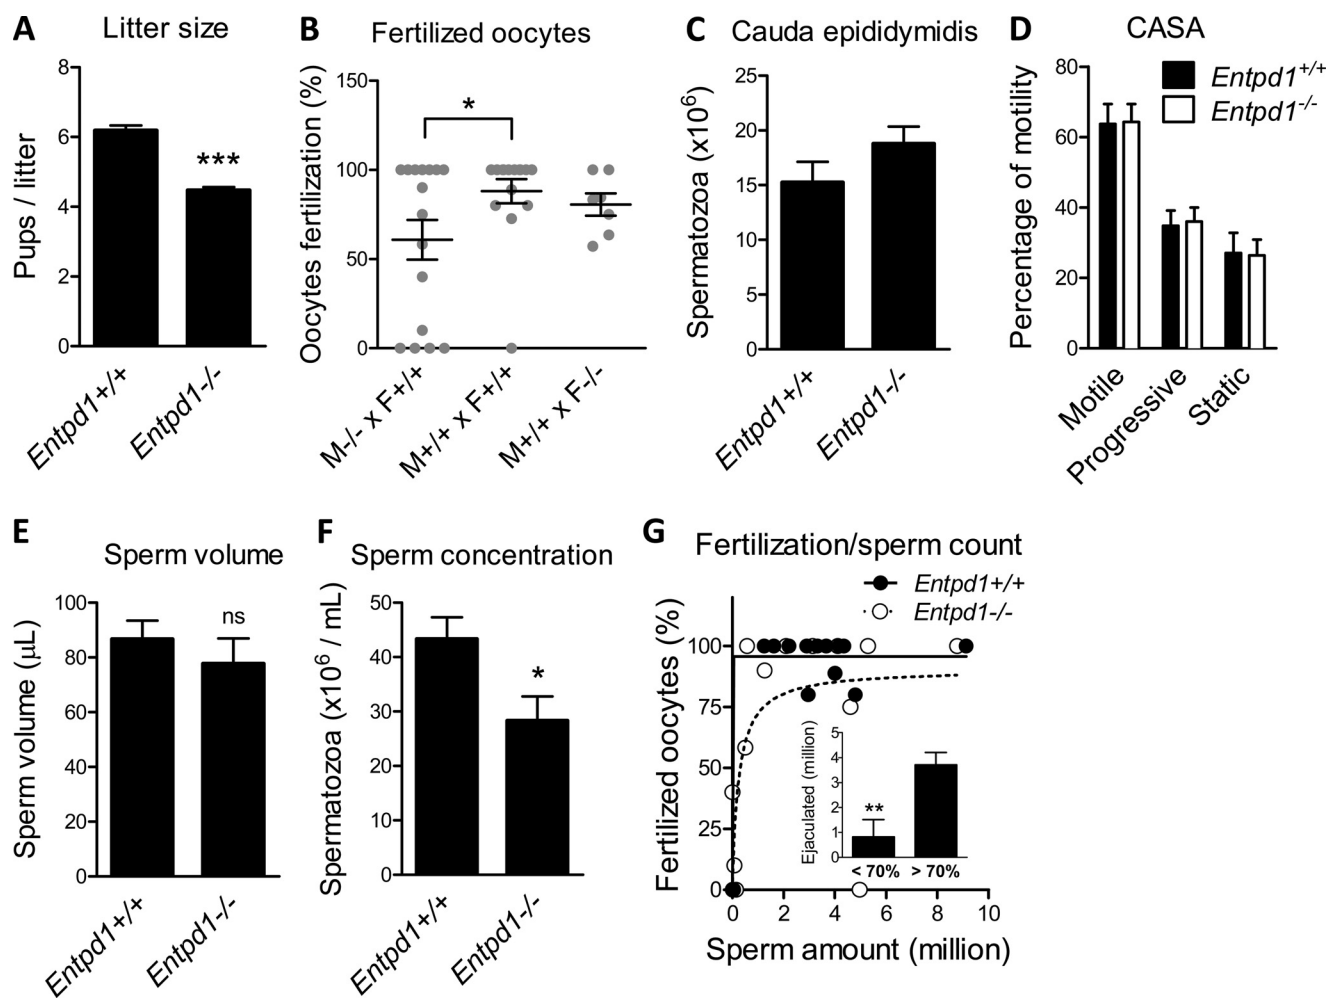 A Litter size
Pups / litter
8
6
4
2
0
***
Entpd1+/+
Entpd1-/-
B Fertilized oocytes
Oocytes fertilization (%)
150
100
50
0
*
M-/- x F+/+
M+/+ x F+/+
M+/+ x F-/-
C Cauda epididymidis
Spermatozoa (x10⁶)
25
20
15
10
5
0
Entpd1+/+
Entpd1-/-
D CASA
Percentage of motility
80
60
40
20
0
Entpd1⁺/⁺
Entpd1⁻/⁻
Motile
Progressive
Static
E Sperm volume
Sperm volume (µL)
100
80
60
40
20
0
ns
Entpd1+/+
Entpd1-/-
F Sperm concentration
Spermatozoa (x10⁶ / mL)
50
40
30
20
10
0
*
Entpd1+/+
Entpd1-/-
G Fertilization/sperm count
Entpd1+/+
Entpd1-/-
Fertilized oocytes (%)
100
75
50
25
0
0 2 4 6 8 10
Sperm amount (million)
Ejaculated (million)
5
4
3
2
1
0
**
< 70% > 70%